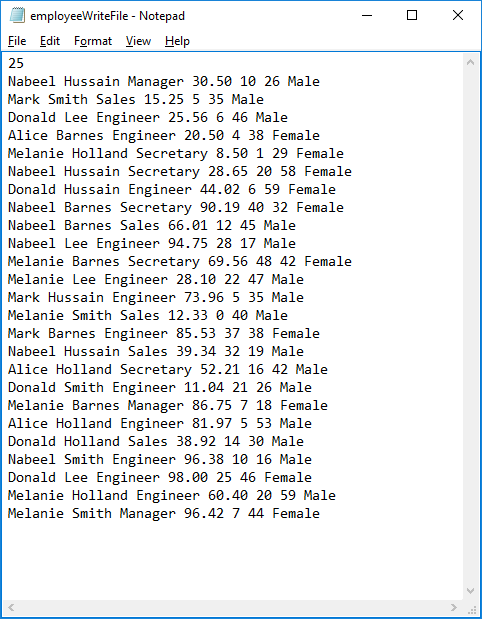 employeeWriteFile - Notepad
File Edit Format View Help
25
Nabeel Hussain Manager 30.50 10 26 Male
Mark Smith Sales 15.25 5 35 Male
Donald Lee Engineer 25.56 6 46 Male
Alice Barnes Engineer 20.50 4 38 Female
Melanie Holland Secretary 8.50 1 29 Female
Nabeel Hussain Secretary 28.65 20 58 Female
Donald Hussain Engineer 44.02 6 59 Female
Nabeel Barnes Secretary 90.19 40 32 Female
Nabeel Barnes Sales 66.01 12 45 Male
Nabeel Lee Engineer 94.75 28 17 Male
Melanie Barnes Secretary 69.56 48 42 Female
Melanie Lee Engineer 28.10 22 47 Male
Mark Hussain Engineer 73.96 5 35 Male
Melanie Smith Sales 12.33 0 40 Male
Mark Barnes Engineer 85.53 37 38 Female
Nabeel Hussain Sales 39.34 32 19 Male
Alice Holland Secretary 52.21 16 42 Male
Donald Smith Engineer 11.04 21 26 Male
Melanie Barnes Manager 86.75 7 18 Female
Alice Holland Engineer 81.97 5 53 Male
Donald Holland Sales 38.92 14 30 Male
Nabeel Smith Engineer 96.38 10 16 Male
Donald Lee Engineer 98.00 25 46 Female
Melanie Holland Engineer 60.40 20 59 Male
Melanie Smith Manager 96.42 7 44 Female